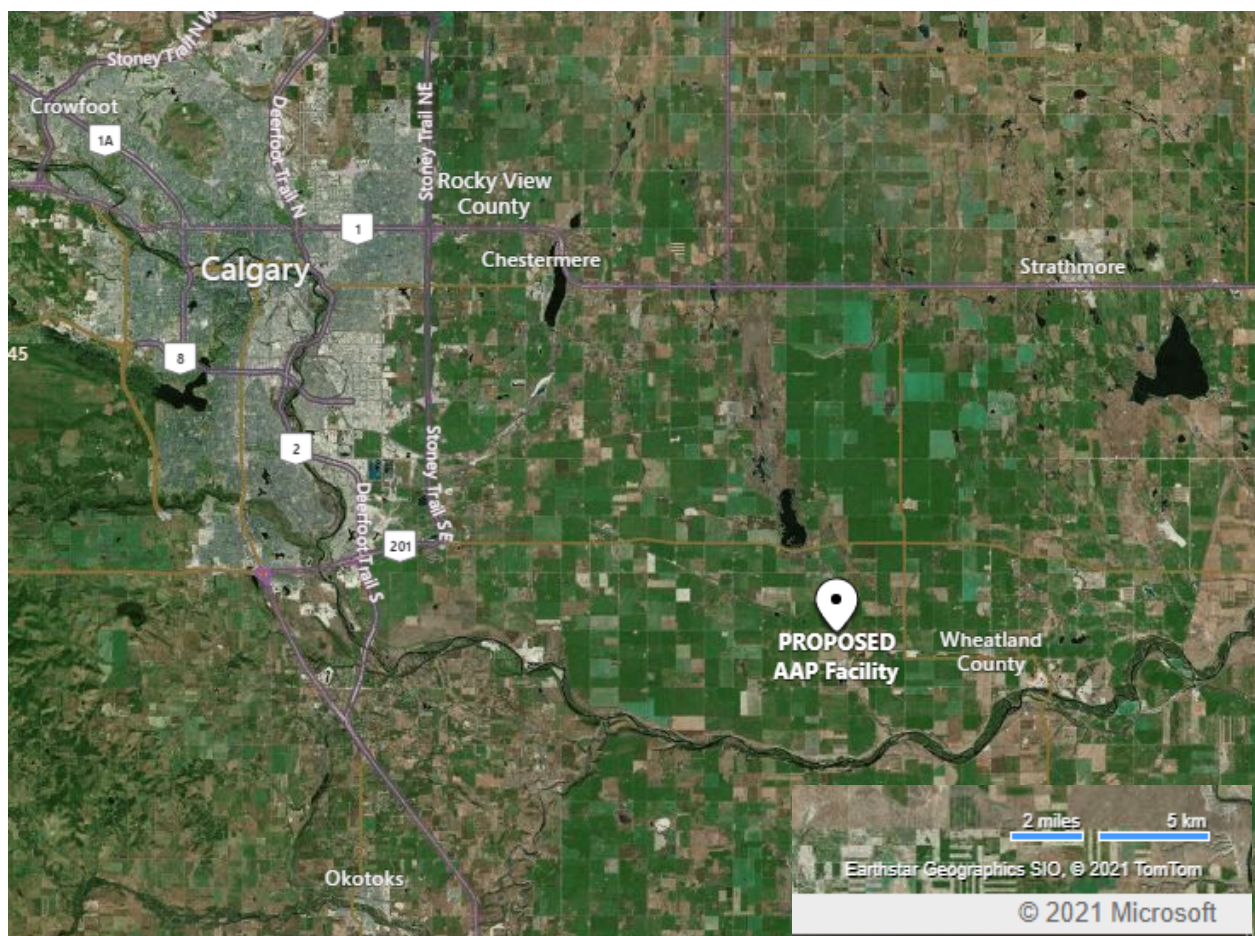 Stoney Trail NW
Crowfoot
1A
Deerfoot Trail N
Stoney Trail NE
Rocky View
County
1
Calgary
Chestermere
Strathmore
45
8
2
Stoney Trail SE
Deerfoot Trail S
201
PROPOSED
AAP Facility
Wheatland
County
Okotoks
2 miles
5 km
Earthstar Geographics SIO, © 2021 TomTom
© 2021 Microsoft